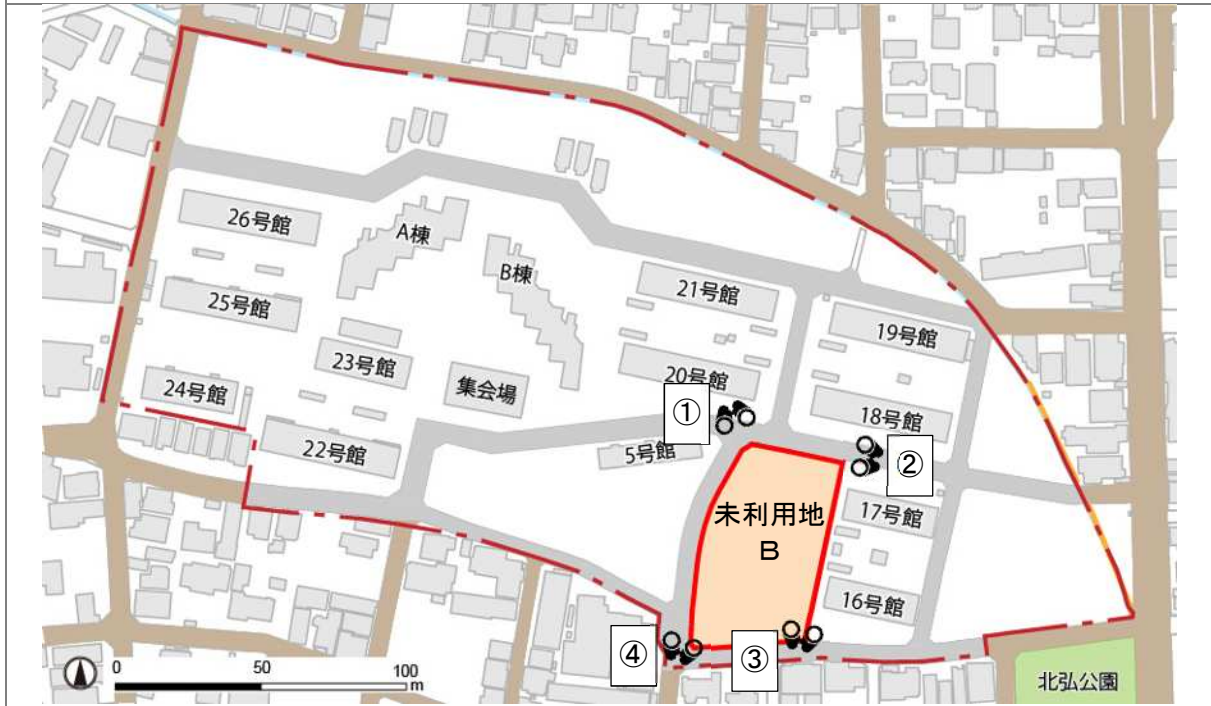 26号館
A棟
B棟
21号館
25号館
19号館
23号館
20号館
24号館
集会場
18号館
①
22号館
5号館
②
未利用地
B
17号館
16号館
④
③
0
50
100
m
北弘公園